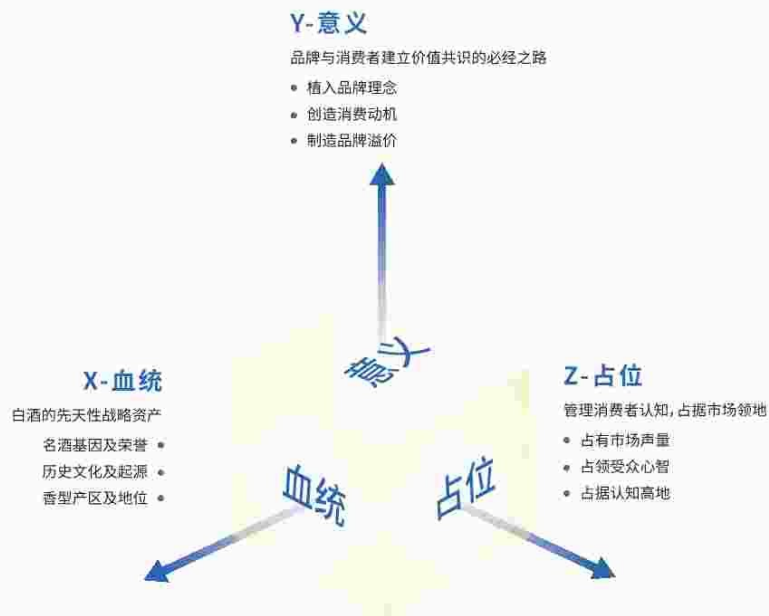 Y-意义
品牌与消费者建立价值共识的必经之路
植入品牌理念
创造消费动机
制造品牌溢价
意义
X-血统
白酒的先天性战略资产
名酒基因及荣誉
历史文化及起源
香型产区及地位
Z-占位
管理消费者认知,占据市场领地
占有市场声量
占领受众心智
占据认知高地
血统
占位